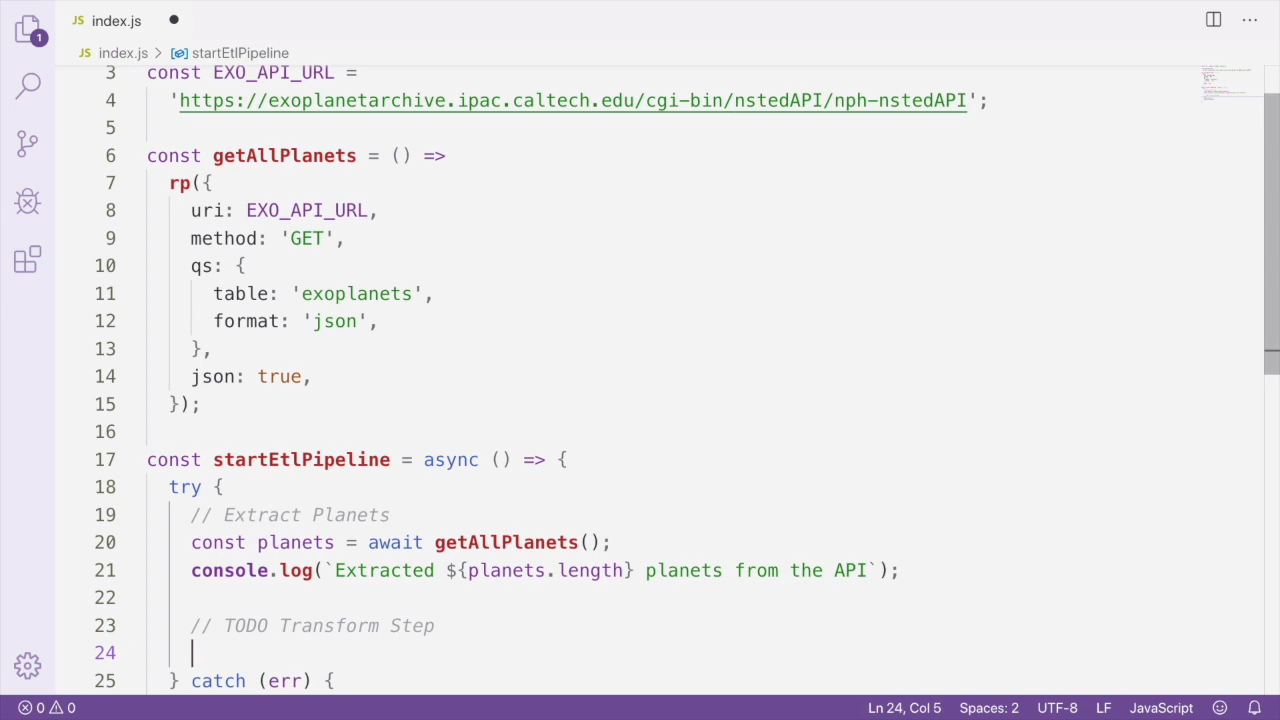 1
JS index.js
JS index.js > startEtlPipeline
3 const EXO_API_URL =
4 'https://exoplanetarchive.ipac.caltech.edu/cgi-bin/nstedAPI/nph-nstedAPI';
5
6 const getAllPlanets = () =>
7 rp({
8 uri: EXO_API_URL,
9 method: 'GET',
10 qs: {
11 table: 'exoplanets',
12 format: 'json',
13 },
14 json: true,
15 });
16
17 const startEtlPipeline = async () => {
18 try {
19 // Extract Planets
20 const planets = await getAllPlanets();
21 console.log(`Extracted ${planets.length} planets from the API`);
22
23 // TODO Transform Step
24
25 } catch (err) {
0 0 Ln 24, Col 5 Spaces: 2 UTF-8 LF JavaScript